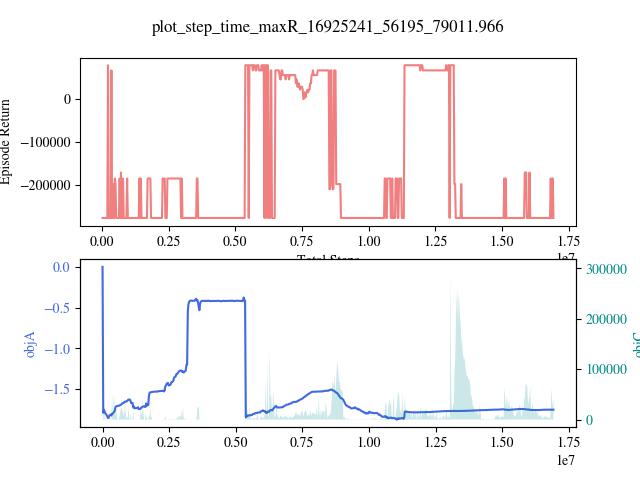 plot_step_time_maxR_16925241_56195_79011.966
Episode Return
0
−100000
−200000
0.00 0.25 0.50 0.75 1.00 1.25 1.50 1.75
1e7
Total Steps
objA
0.0
−0.5
−1.0
−1.5
300000
200000
100000
0
objC
0.00 0.25 0.50 0.75 1.00 1.25 1.50 1.75
1e7